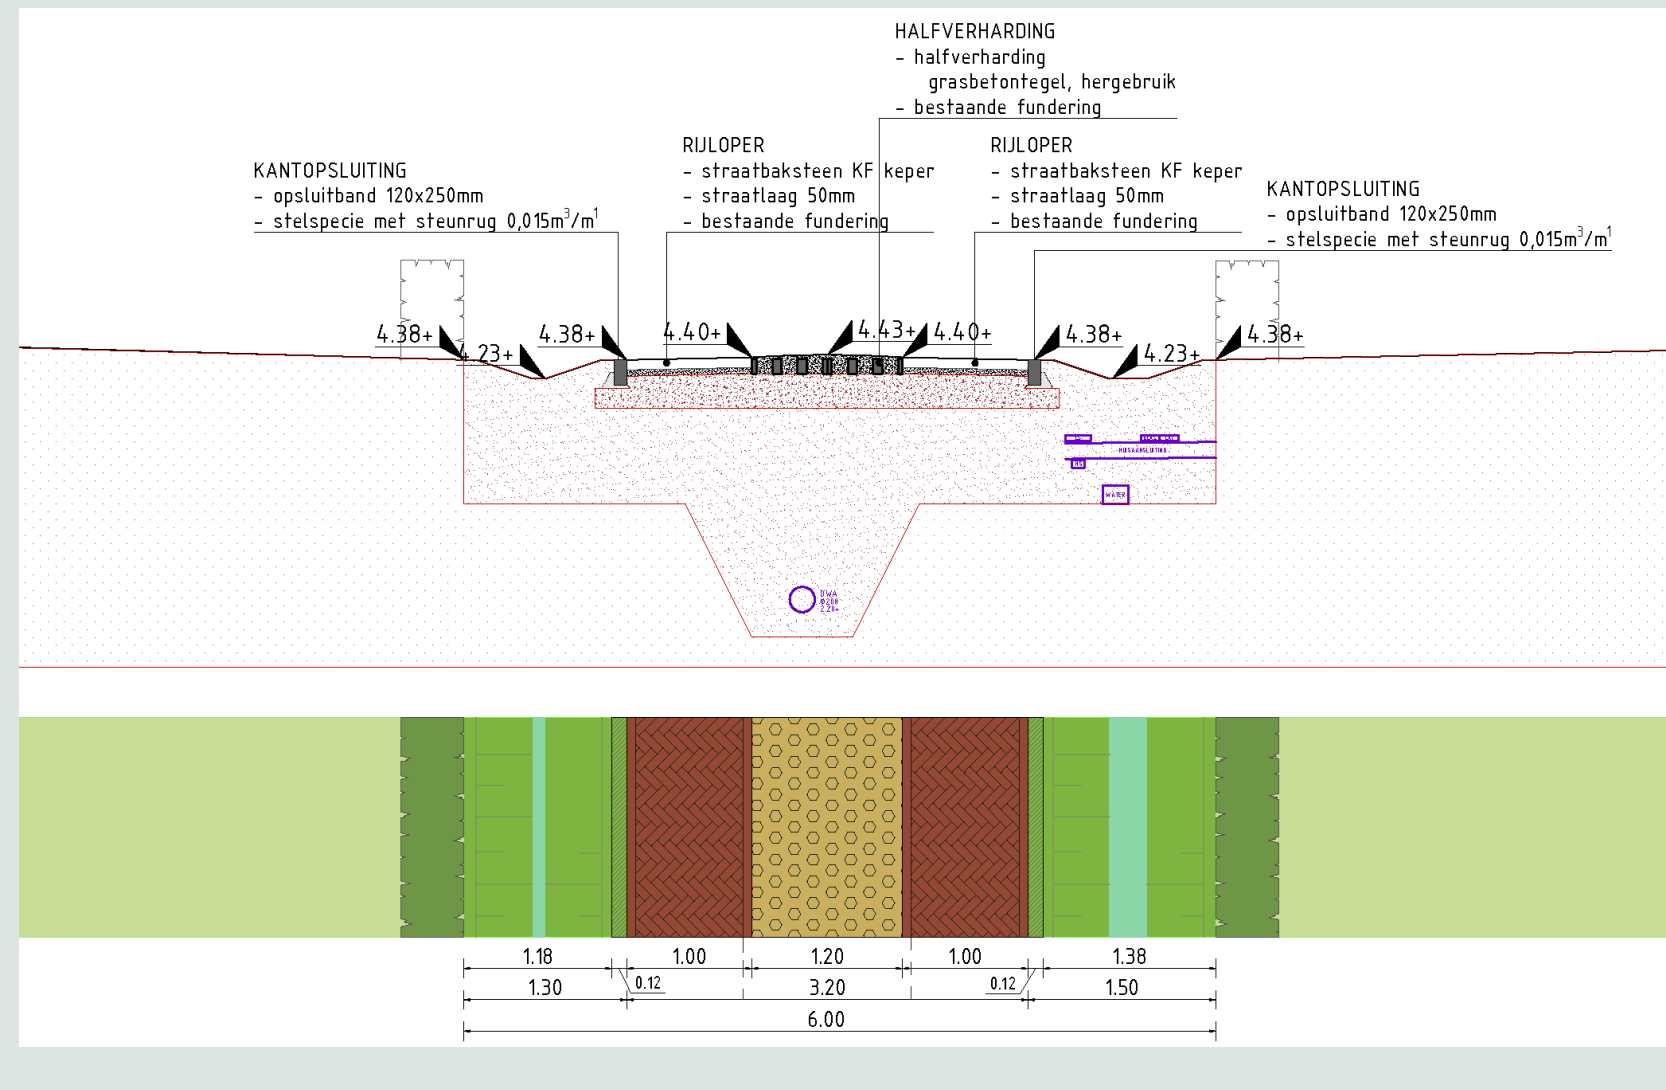 HALFVERHARDING
- halfverharding
grasbetontegel, hergebruik
- bestaande fundering
RIJLOPER
- straatbaksteen KF keper
- straatlaag 50mm
- bestaande fundering
RIJLOPER
- straatbaksteen KF keper
- straatlaag 50mm
- bestaande fundering
KANTOPSLUITING
- opsluitband 120x250mm
- stelspecie met steunrug 0,015m³/m¹
KANTOPSLUITING
- opsluitband 120x250mm
- stelspecie met steunrug 0,015m³/m¹
4.38+
4.23+
4.38+
4.40+
4.43+
4.40+
4.38+
4.23+
4.38+
HUISAANSLUITING
WATER
DWA
Ø200
2.20+
1.18
1.00
1.20
1.00
1.38
0.12
0.12
1.30
3.20
1.50
6.00